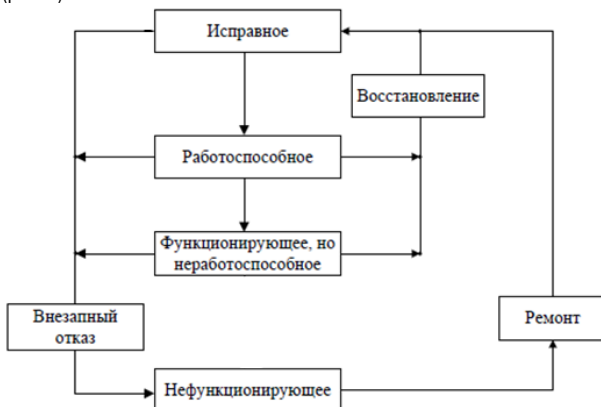 Исправное
Восстановление
Работоспособное
Функционирующее, но
неработоспособное
Внезапный
отказ
Ремонт
Нефункционирующее